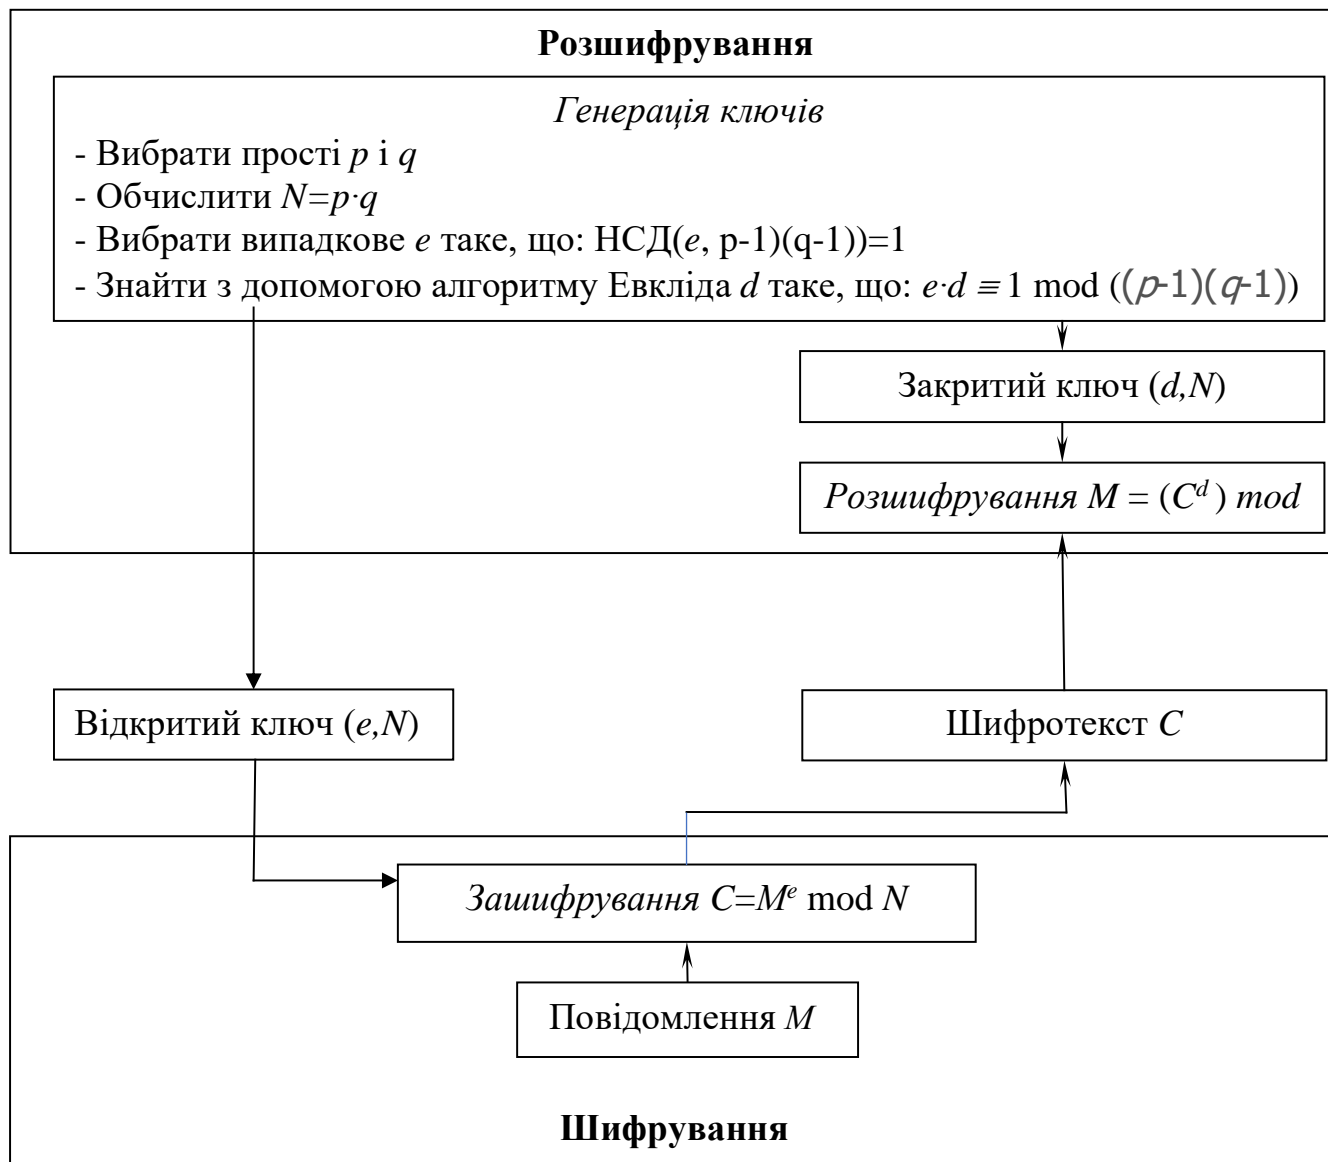 Розшифрування
Генерація ключів
- Вибрати прості p і q
- Обчислити N=p·q
- Вибрати випадкове e таке, що: НСД(e, p-1)(q-1))=1
- Знайти з допомогою алгоритму Евкліда d таке, що: e·d ≡ 1 mod ((p-1)(q-1))
Закритий ключ (d,N)
Розшифрування M = (C^d ) mod
Відкритий ключ (e,N)
Шифротекст C
Зашифрування C=M^e mod N
Повідомлення M
Шифрування